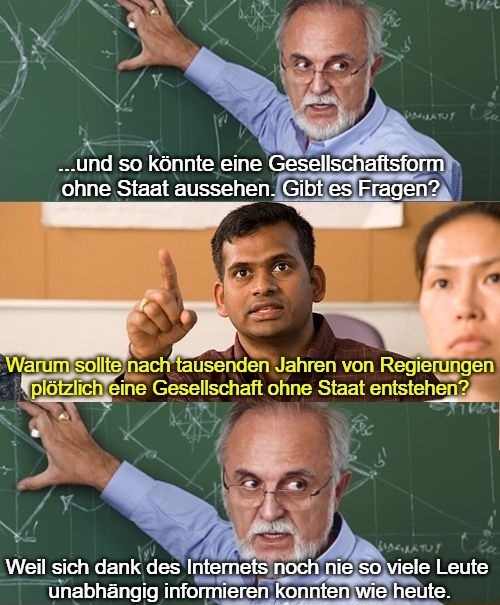 ...und so könnte eine Gesellschaftsform
ohne Staat aussehen. Gibt es Fragen?
Warum sollte nach tausenden Jahren von Regierungen
plötzlich eine Gesellschaft ohne Staat entstehen?
Weil sich dank des Internets noch nie so viele Leute
unabhängig informieren konnten wie heute.